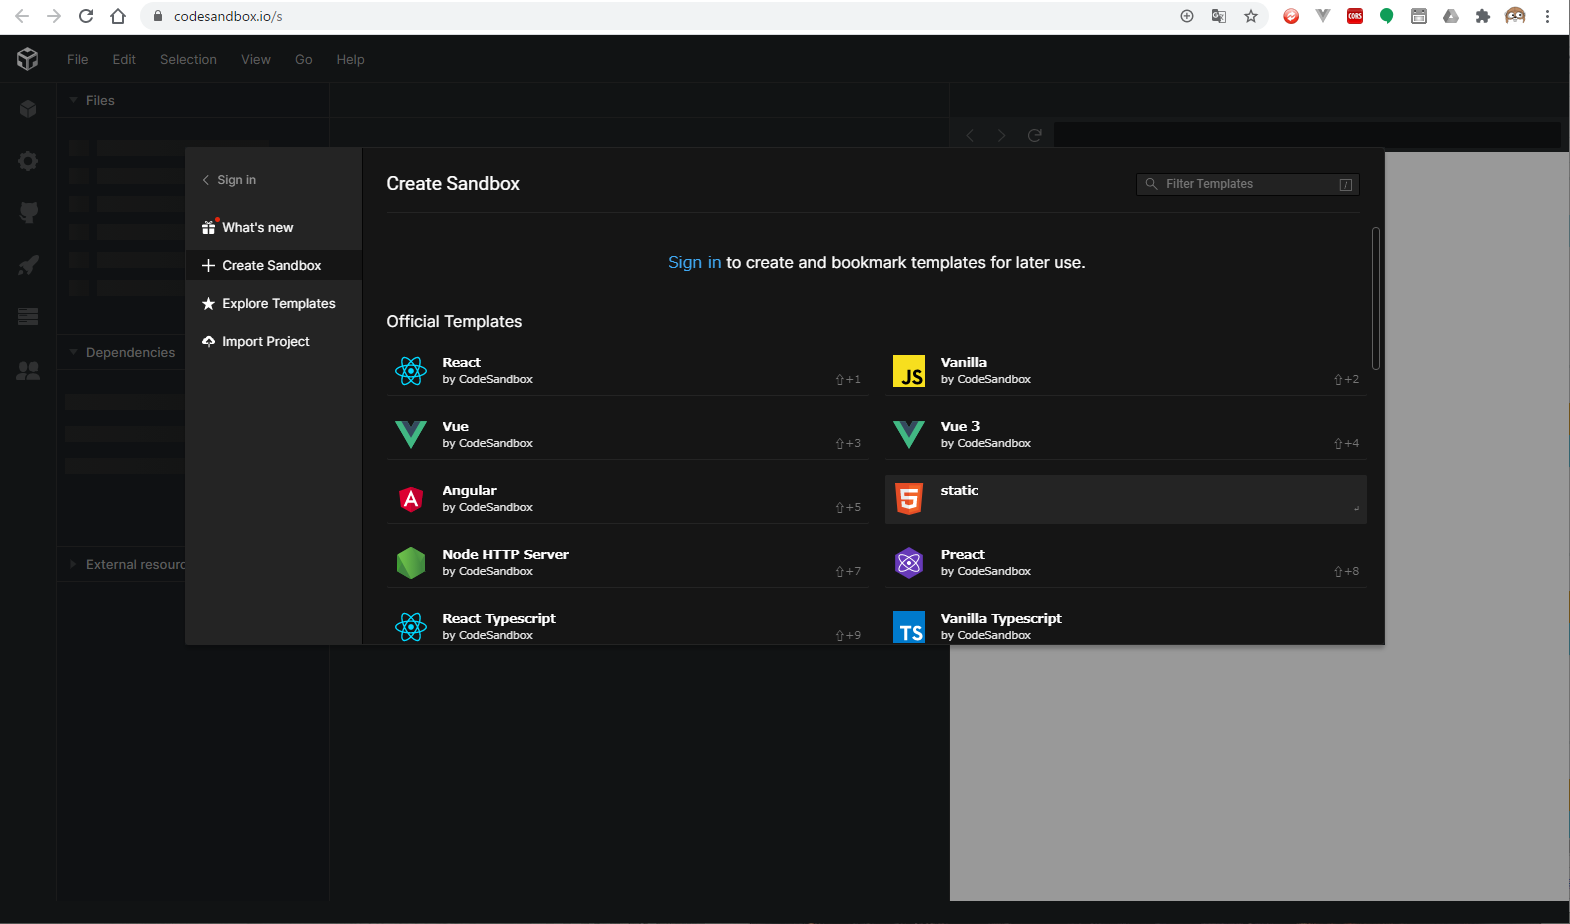 codesandbox.io/s
CORS
File Edit Selection View Go Help
Files
Sign in
What's new
Create Sandbox
Explore Templates
Import Project
Dependencies
External resourc
Create Sandbox
Filter Templates /
Sign in to create and bookmark templates for later use.
Official Templates
React
by CodeSandbox ⇧+1
JS
Vanilla
by CodeSandbox ⇧+2
Vue
by CodeSandbox ⇧+3
Vue 3
by CodeSandbox ⇧+4
A
Angular
by CodeSandbox ⇧+5
5
static
Node HTTP Server
by CodeSandbox ⇧+7
Preact
by CodeSandbox ⇧+8
React Typescript
by CodeSandbox ⇧+9
TS
Vanilla Typescript
by CodeSandbox